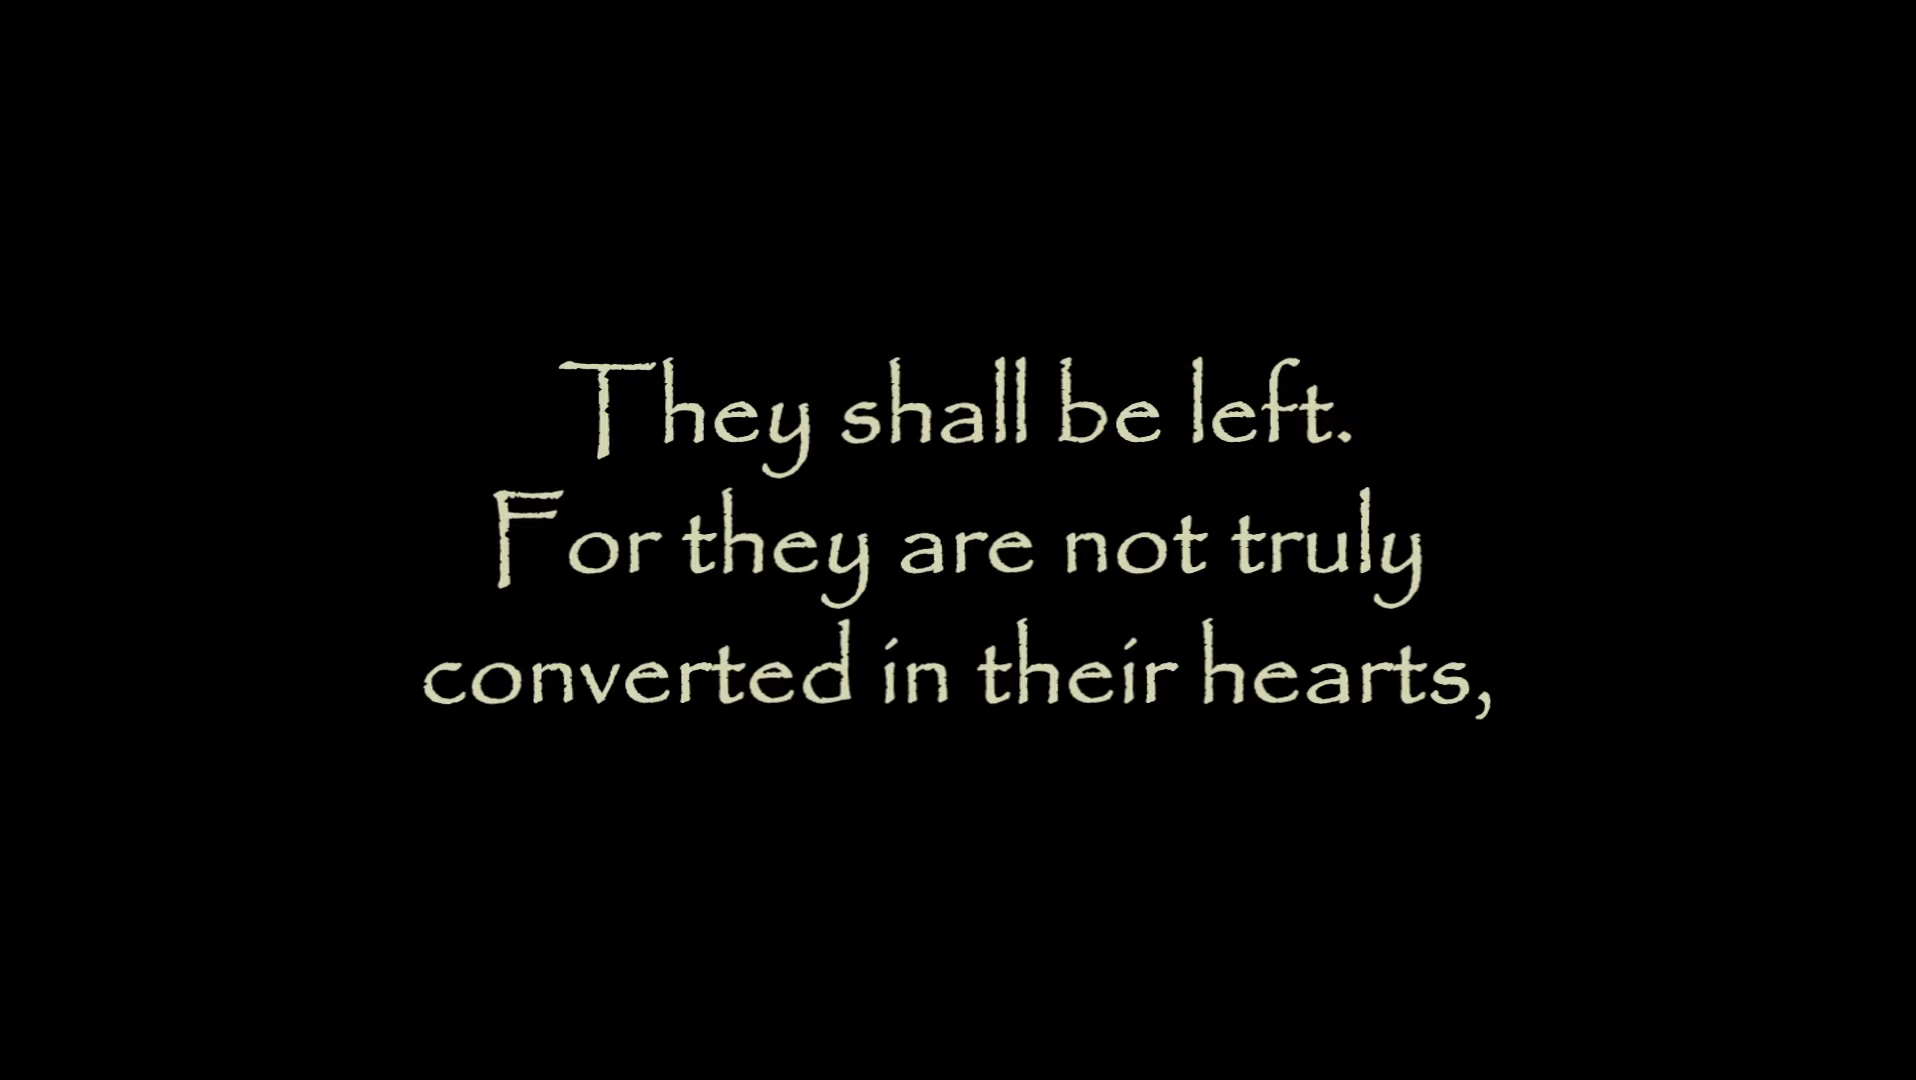 They shall be left.
For they are not truly
converted in their hearts,